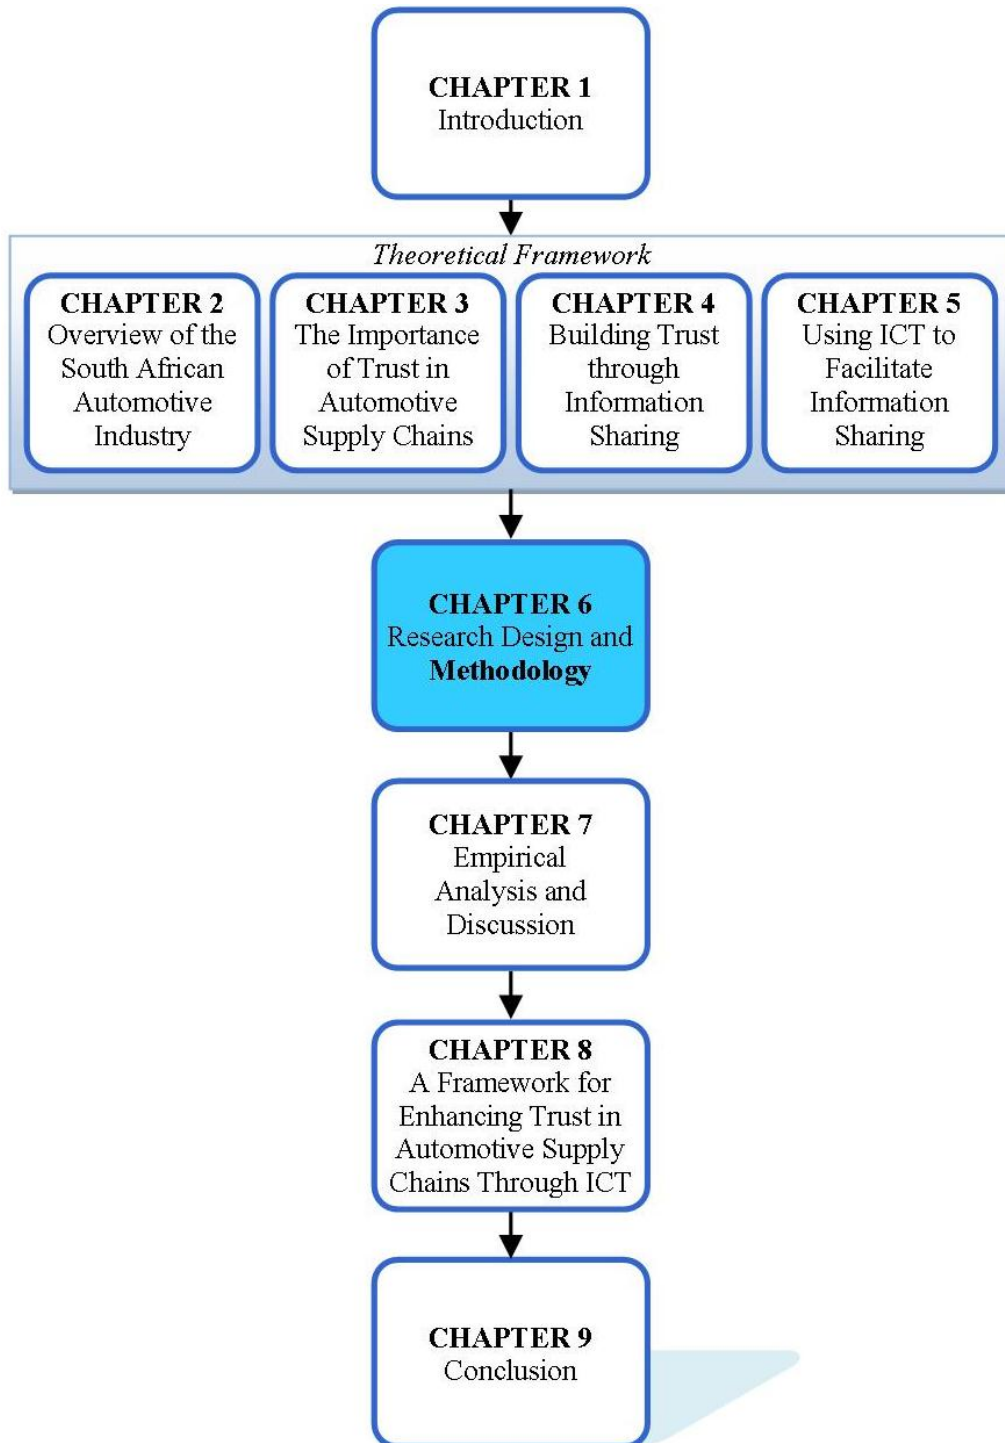 CHAPTER 1
Introduction
Theoretical Framework
CHAPTER 2
Overview of the
South African
Automotive
Industry
CHAPTER 3
The Importance
of Trust in
Automotive
Supply Chains
CHAPTER 4
Building Trust
through
Information
Sharing
CHAPTER 5
Using ICT to
Facilitate
Information
Sharing
CHAPTER 6
Research Design and
Methodology
CHAPTER 7
Empirical
Analysis and
Discussion
CHAPTER 8
A Framework for
Enhancing Trust in
Automotive Supply
Chains Through ICT
CHAPTER 9
Conclusion